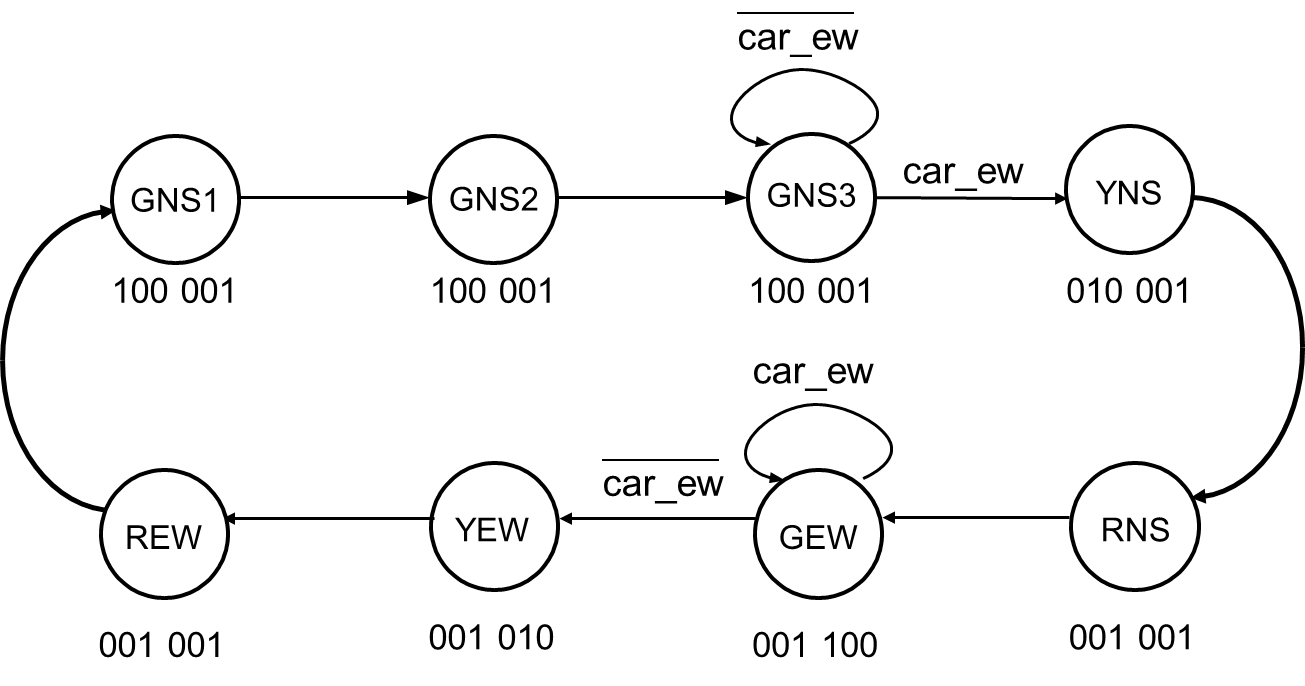 car_ew
GNS1
GNS2
GNS3
car_ew
YNS
100 001
100 001
100 001
010 001
car_ew
car_ew
REW
YEW
GEW
RNS
001 001
001 010
001 100
001 001